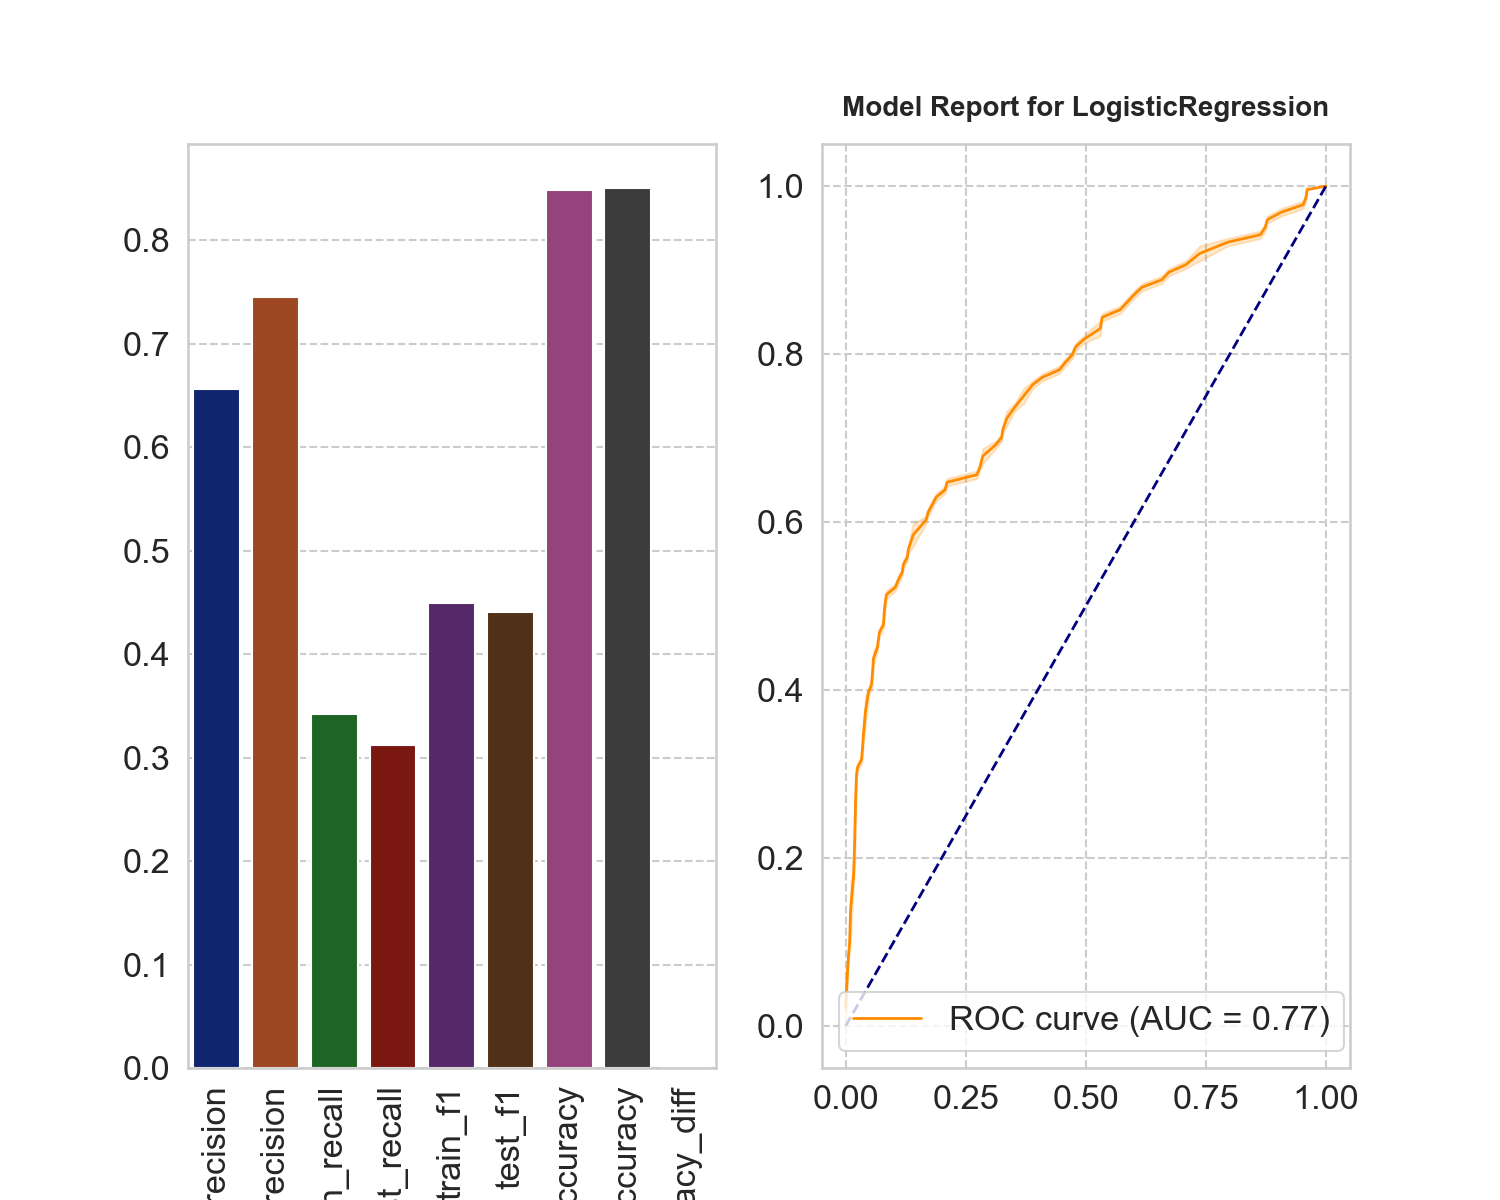 Model Report for LogisticRegression
0.8
0.7
0.6
0.5
0.4
0.3
0.2
0.1
0.0
recision
recision
n_recall
t_recall
train_f1
test_f1
ccuracy
ccuracy
acy_diff
1.0
0.8
0.6
0.4
0.2
0.0
ROC curve (AUC = 0.77)
0.00 0.25 0.50 0.75 1.00